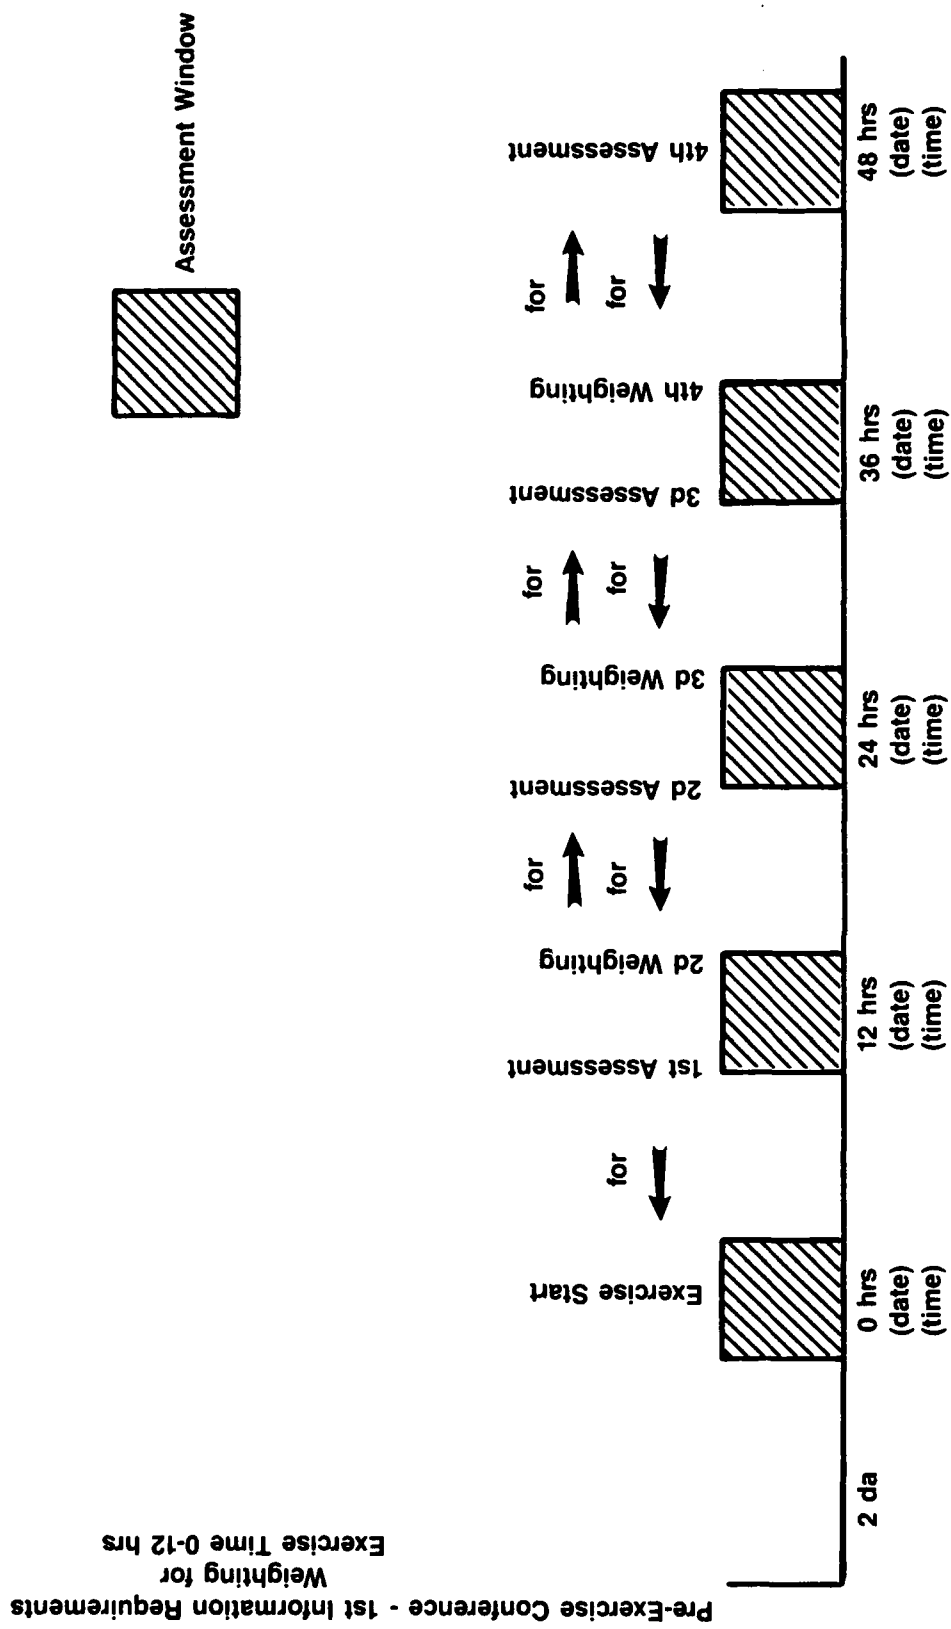 Assessment Window
Pre-Exercise Conference - 1st Information Requirements
Weighting for
Exercise Time 0-12 hrs
Exercise Start
1st Assessment
2d Weighting
2d Assessment
3d Weighting
3d Assessment
4th Weighting
4th Assessment
for
for
for
for
for
for
for
2 da
0 hrs
(date)
(time)
12 hrs
(date)
(time)
24 hrs
(date)
(time)
36 hrs
(date)
(time)
48 hrs
(date)
(time)